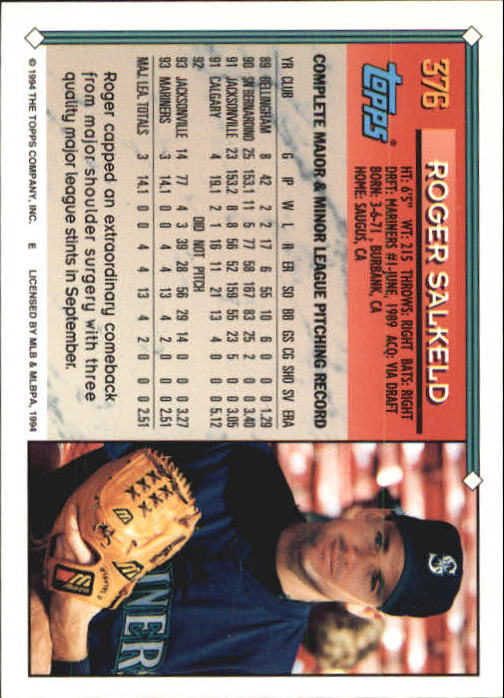 376
ROGER SALKELD
topps®
HT: 6'5" WT: 215 THROWS: RIGHT BATS: RIGHT
DRFT: MARINERS #1-JUNE, 1989 ACQ: VIA DRAFT
BORN: 3-6-71, BURBANK, CA
HOME: SAUGUS, CA
COMPLETE MAJOR & MINOR LEAGUE PITCHING RECORD
YR CLUB G IP W L R ER SO BB GS CG SHO SV ERA
89 BELLINGHAM 8 42 2 2 17 6 55 10 6 0 0 0 1.29
90 SN BERNARDINO 25 153.1 11 5 77 58 167 83 25 2 0 0 3.40
91 JACKSONVILLE 23 153.2 8 8 56 52 159 55 23 5 0 0 3.05
91 CALGARY 4 19.1 2 1 16 11 21 13 4 0 0 0 5.12
92 DID NOT PITCH
93 JACKSONVILLE 14 77 4 3 39 28 56 29 14 0 0 0 3.27
93 MARINERS 3 14.1 0 0 4 4 13 4 2 0 0 0 2.51
MAJ. LEA. TOTALS 3 14.1 0 0 4 4 13 4 2 0 0 0 2.51
Roger capped an extraordinary comeback
from major shoulder surgery with three
quality major league stints in September.
© 1994 THE TOPPS COMPANY, INC. E LICENSED BY MLB & MLBPA, 1994
S
INERS